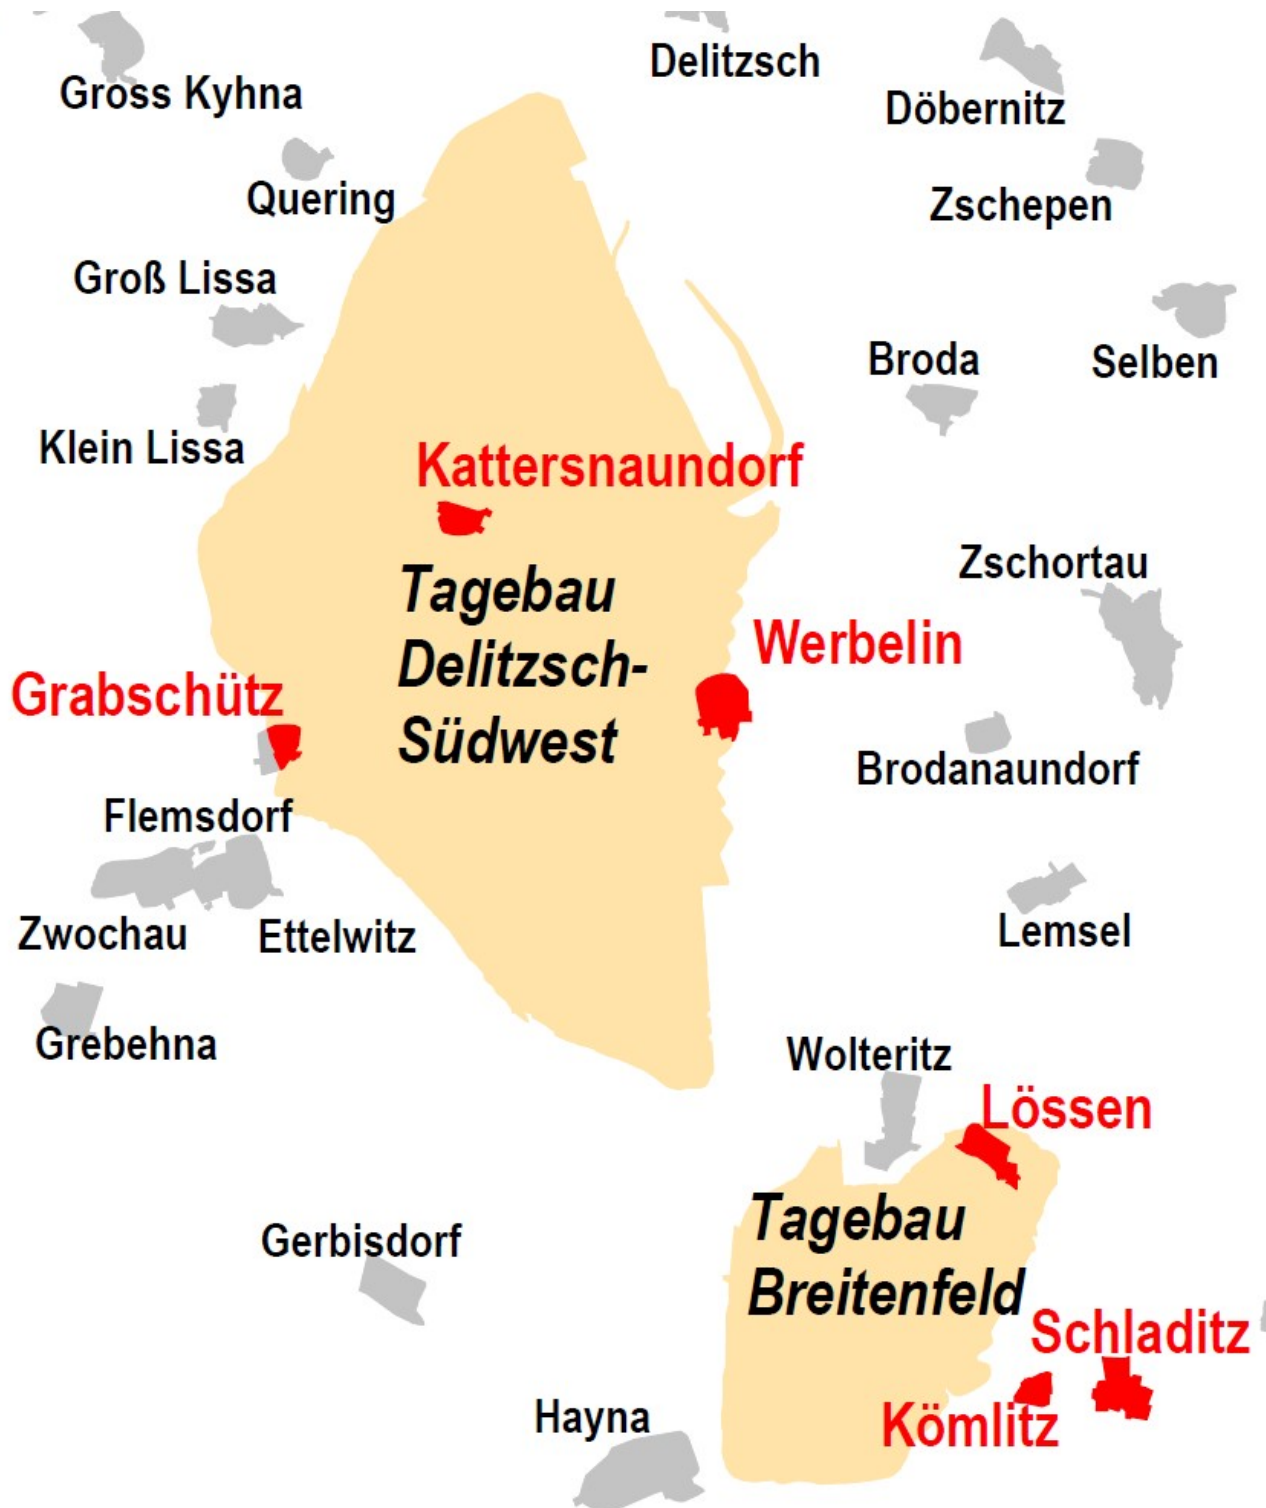 Delitzsch
Gross Kyhna
Döbernitz
Quering
Zschepen
Groß Lissa
Broda
Selben
Klein Lissa
Kattersnaundorf
Zschortau
Tagebau
Delitzsch-
Südwest
Werbelin
Grabschütz
Brodanaundorf
Flemsdorf
Zwochau
Ettelwitz
Lemsel
Grebehna
Wolteritz
Lössen
Tagebau
Breitenfeld
Gerbisdorf
Schladitz
Hayna
Kömlitz